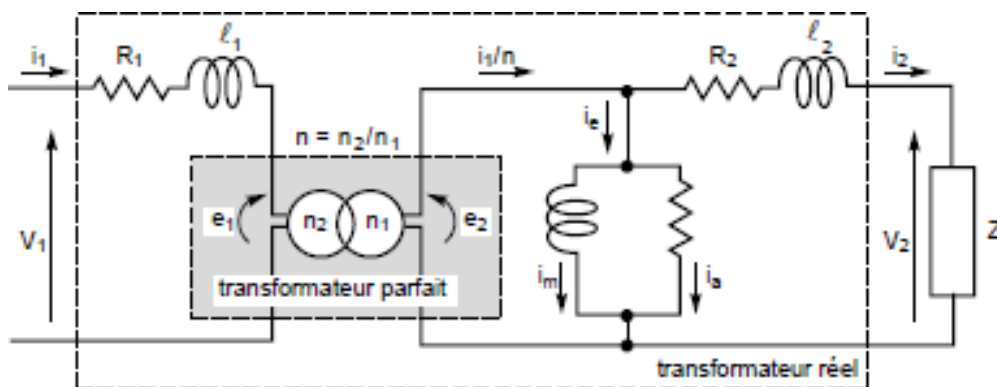 i₁ R₁ ℓ₁ i₁/n R₂ ℓ₂ i₂
n = n₂/n₁
iₑ
e₁ n₂ n₁ e₂
V₁ V₂ Z
transformateur parfait
iₘ iₐ
transformateur réel